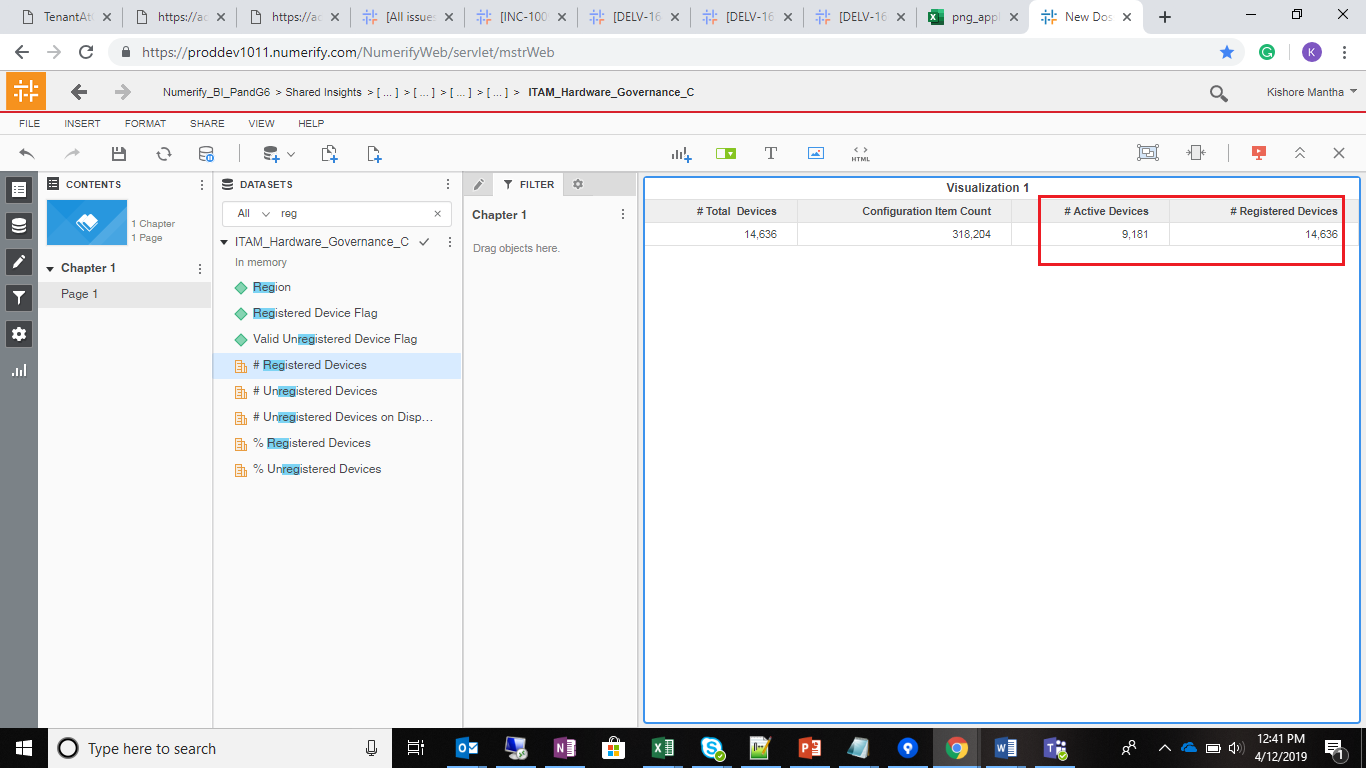 TenantAt
https://ac
https://ac
[All issues
[INC-100
[DELV-16
[DELV-16
[DELV-16
png_appl
New Dos
https://proddev1011.numerify.com/NumerifyWeb/servlet/mstrWeb
K
Numerify_BI_PandG6 > Shared Insights > [ ... ] > [ ... ] > [ ... ] > [ ... ] > ITAM_Hardware_Governance_C
Kishore Mantha
FILE INSERT FORMAT SHARE VIEW HELP
HTML
CONTENTS
1 Chapter
1 Page
Chapter 1
Page 1
DATASETS
All reg
ITAM_Hardware_Governance_C
In memory
Region
Registered Device Flag
Valid Unregistered Device Flag
# Registered Devices
# Unregistered Devices
# Unregistered Devices on Disp...
% Registered Devices
% Unregistered Devices
FILTER
Chapter 1
Drag objects here.
Visualization 1
# Total Devices Configuration Item Count # Active Devices # Registered Devices
14,636 318,204 9,181 14,636
Type here to search
12:41 PM
4/12/2019
1